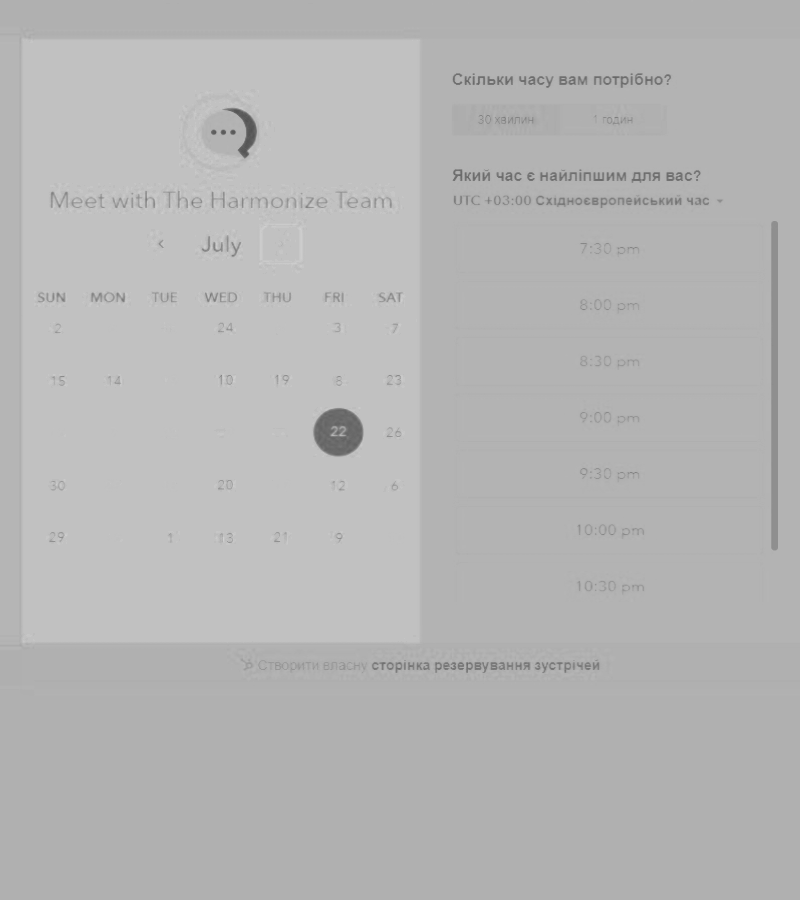 Meet with The Harmonize Team
July
SUN MON TUE WED THU FRI SAT
2 24 3 7
15 14 10 19 8 23
22 26
30 20 12 6
29 1 13 21 9
Скільки часу вам потрібно?
30 хвилин 1 годин
Який час є найліпшим для вас?
UTC +03:00 Східноєвропейський час
7:30 pm
8:00 pm
8:30 pm
9:00 pm
9:30 pm
10:00 pm
10:30 pm
Створити власну сторінка резервування зустрічей